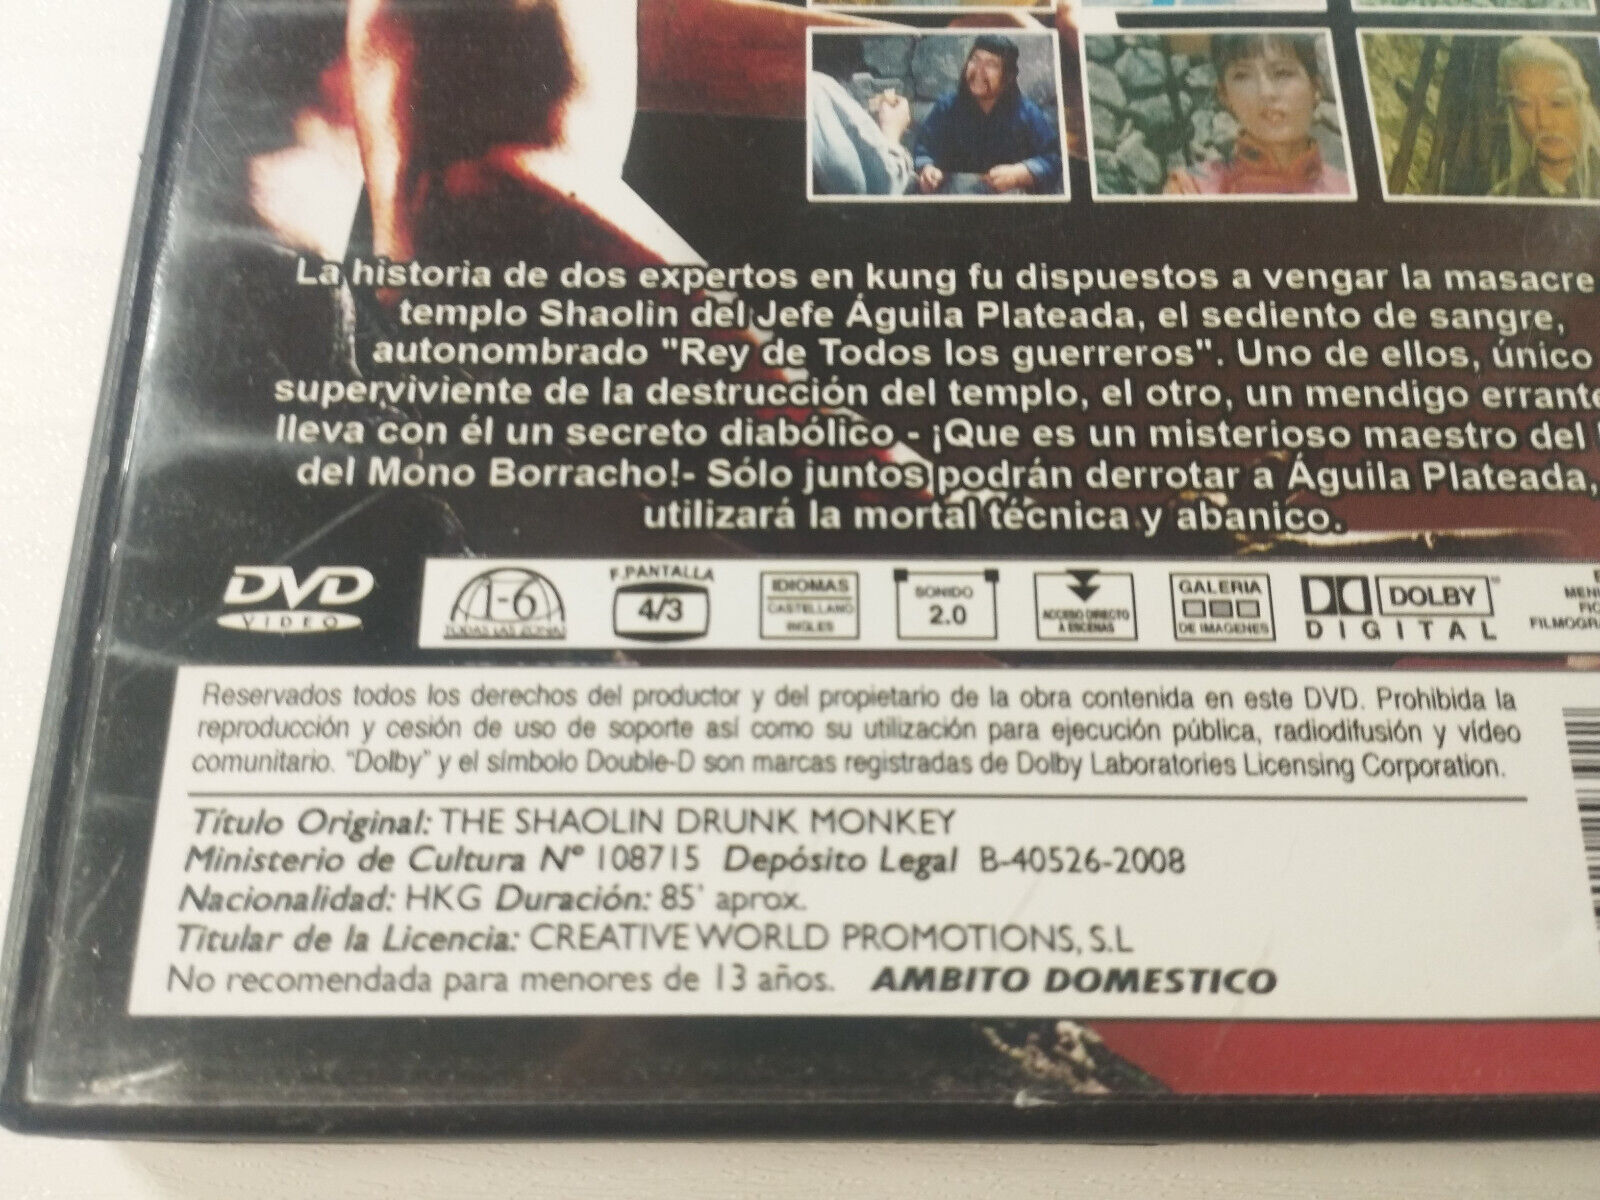 La historia de dos expertos en kung fu dispuestos a vengar la masacre
templo Shaolin del Jefe Águila Plateada, el sediento de sangre,
autonombrado "Rey de Todos los guerreros". Uno de ellos, único
superviviente de la destrucción del templo, el otro, un mendigo errante
lleva con él un secreto diabólico - ¡Que es un misterioso maestro del
del Mono Borracho!- Sólo juntos podrán derrotar a Águila Plateada,
utilizará la mortal técnica y abanico.
DVD
VIDEO
1-6
TODAS LAS ZONAS
F.PANTALLA
4/3
IDIOMAS
CASTELLANO
INGLES
SONIDO
2.0
ACCESO DIRECTO
A ESCENAS
GALERIA
DE IMAGENES
DOLBY™
DIGITAL
Reservados todos los derechos del productor y del propietario de la obra contenida en este DVD. Prohibida la
reproducción y cesión de uso de soporte así como su utilización para ejecución pública, radiodifusión y vídeo
comunitario. "Dolby" y el símbolo Double-D son marcas registradas de Dolby Laboratories Licensing Corporation.
Título Original: THE SHAOLIN DRUNK MONKEY
Ministerio de Cultura Nº 108715 Depósito Legal B-40526-2008
Nacionalidad: HKG Duración: 85' aprox.
Titular de la Licencia: CREATIVE WORLD PROMOTIONS, S.L
No recomendada para menores de 13 años. AMBITO DOMESTICO